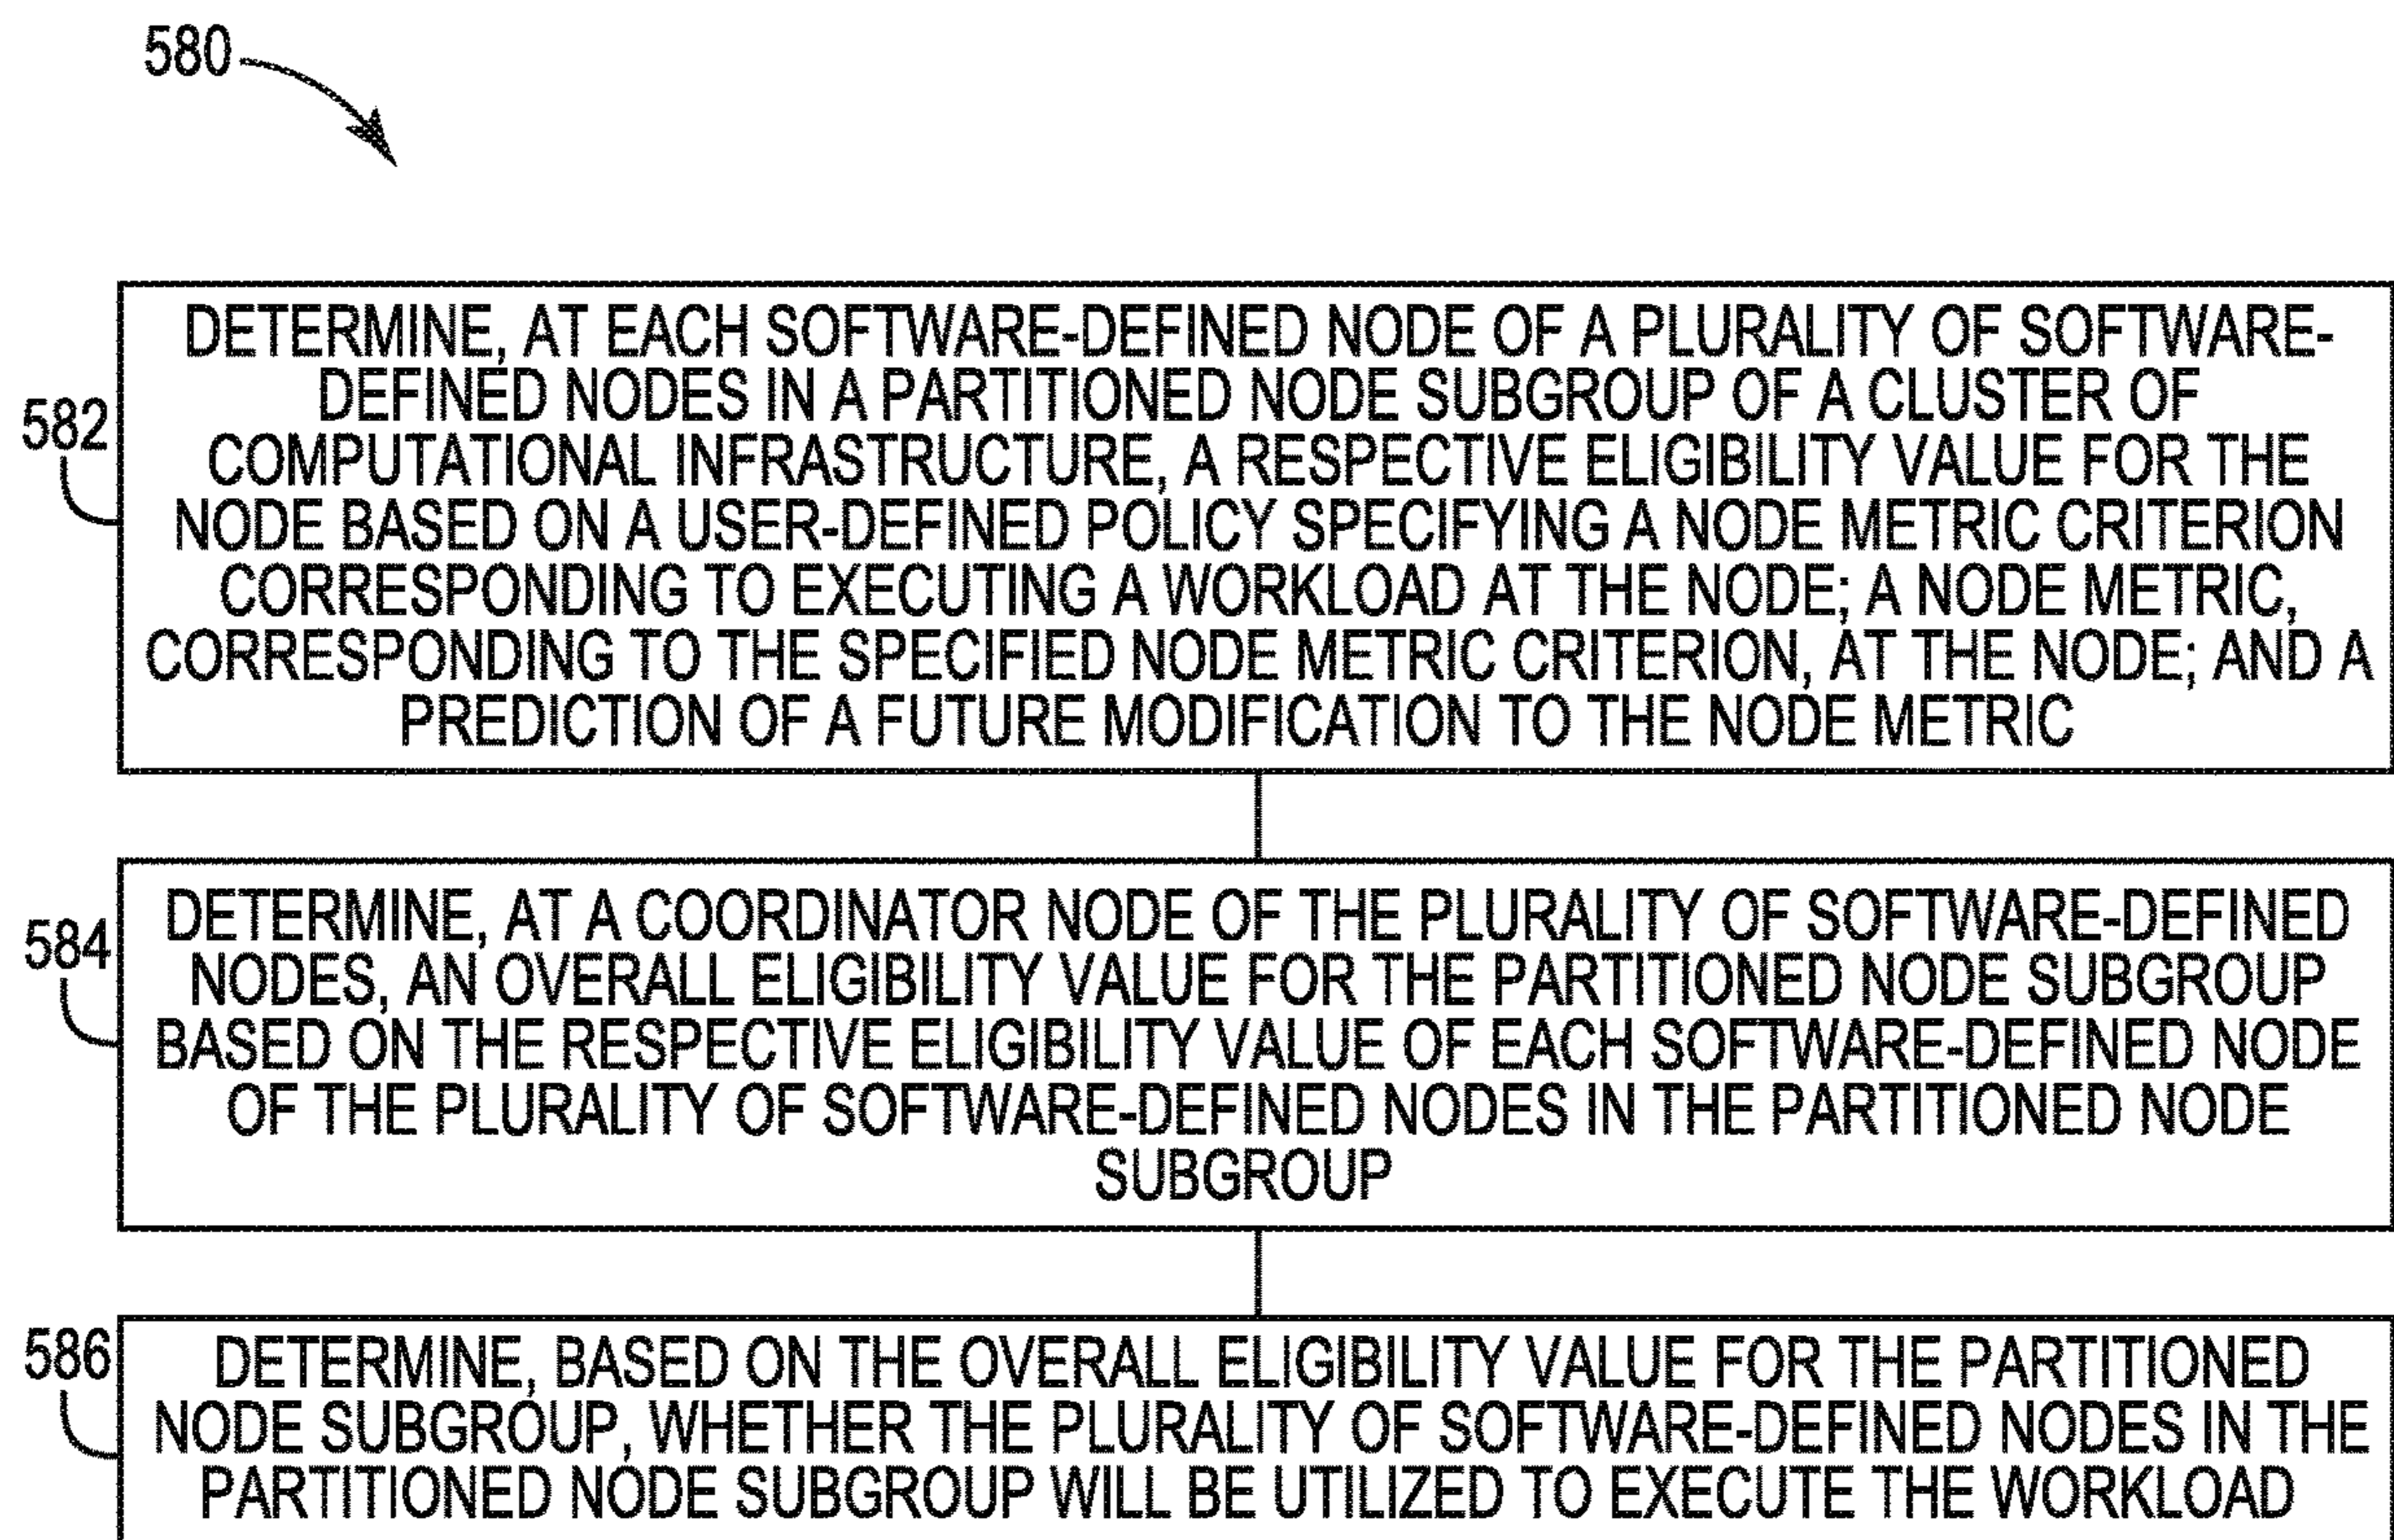 580
582
DETERMINE, AT EACH SOFTWARE-DEFINED NODE OF A PLURALITY OF SOFTWARE-
DEFINED NODES IN A PARTITIONED NODE SUBGROUP OF A CLUSTER OF
COMPUTATIONAL INFRASTRUCTURE, A RESPECTIVE ELIGIBILITY VALUE FOR THE
NODE BASED ON A USER-DEFINED POLICY SPECIFYING A NODE METRIC CRITERION
CORRESPONDING TO EXECUTING A WORKLOAD AT THE NODE; A NODE METRIC,
CORRESPONDING TO THE SPECIFIED NODE METRIC CRITERION, AT THE NODE; AND A
PREDICTION OF A FUTURE MODIFICATION TO THE NODE METRIC
584
DETERMINE, AT A COORDINATOR NODE OF THE PLURALITY OF SOFTWARE-DEFINED
NODES, AN OVERALL ELIGIBILITY VALUE FOR THE PARTITIONED NODE SUBGROUP
BASED ON THE RESPECTIVE ELIGIBILITY VALUE OF EACH SOFTWARE-DEFINED NODE
OF THE PLURALITY OF SOFTWARE-DEFINED NODES IN THE PARTITIONED NODE
SUBGROUP
586
DETERMINE, BASED ON THE OVERALL ELIGIBILITY VALUE FOR THE PARTITIONED
NODE SUBGROUP, WHETHER THE PLURALITY OF SOFTWARE-DEFINED NODES IN THE
PARTITIONED NODE SUBGROUP WILL BE UTILIZED TO EXECUTE THE WORKLOAD